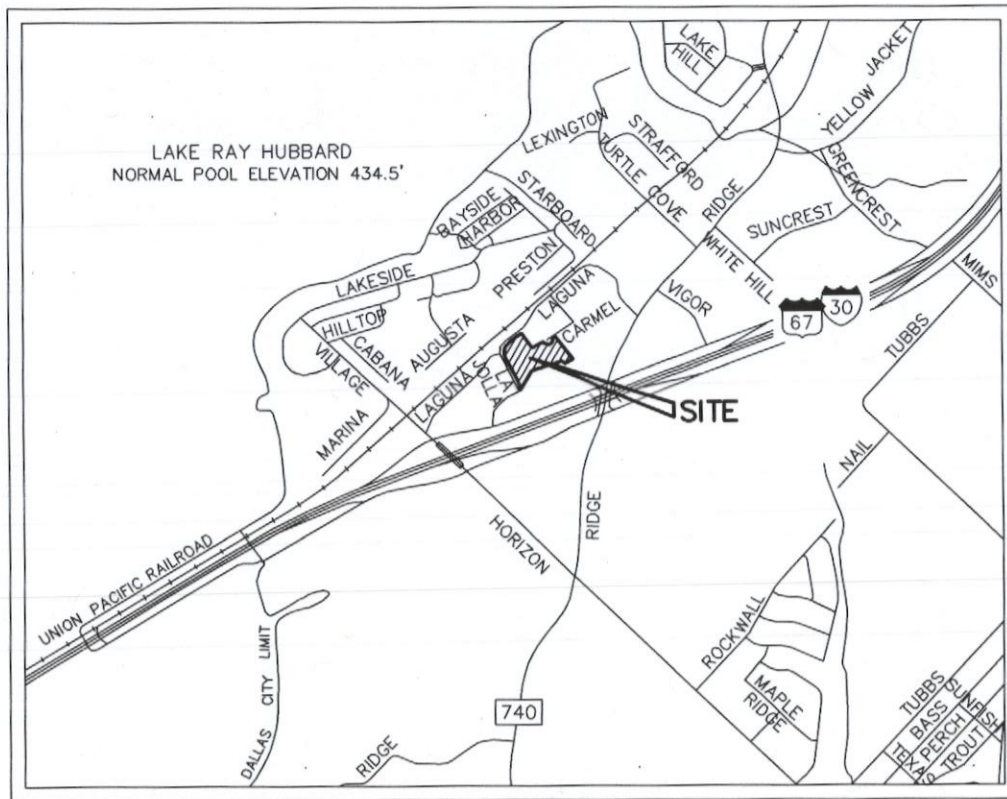 LAKE
HILL
YELLOW JACKET
LAKE RAY HUBBARD
NORMAL POOL ELEVATION 434.5'
LEXINGTON
STRAFFORD
TURTLE COVE
GREENCREST
RIDGE
BAYSIDE
HARBOR
STARBOARD
SUNCREST
WHITE HILL
MIMS
LAKESIDE
PRESTON
LAGUNA
VIGOR
CARMEL
67
30
TUBBS
HILLTOP
CABANA
VILLAGE
AUGUSTA
LAGUNA
LA
JOLLA
SITE
MARINA
NAIL
HORIZON
RIDGE
UNION PACIFIC RAILROAD
ROCKWALL
DALLAS CITY LIMIT
MAPLE
RIDGE
740
RIDGE
TUBBS
BASS
PERCH
SUNFISH
TROUT